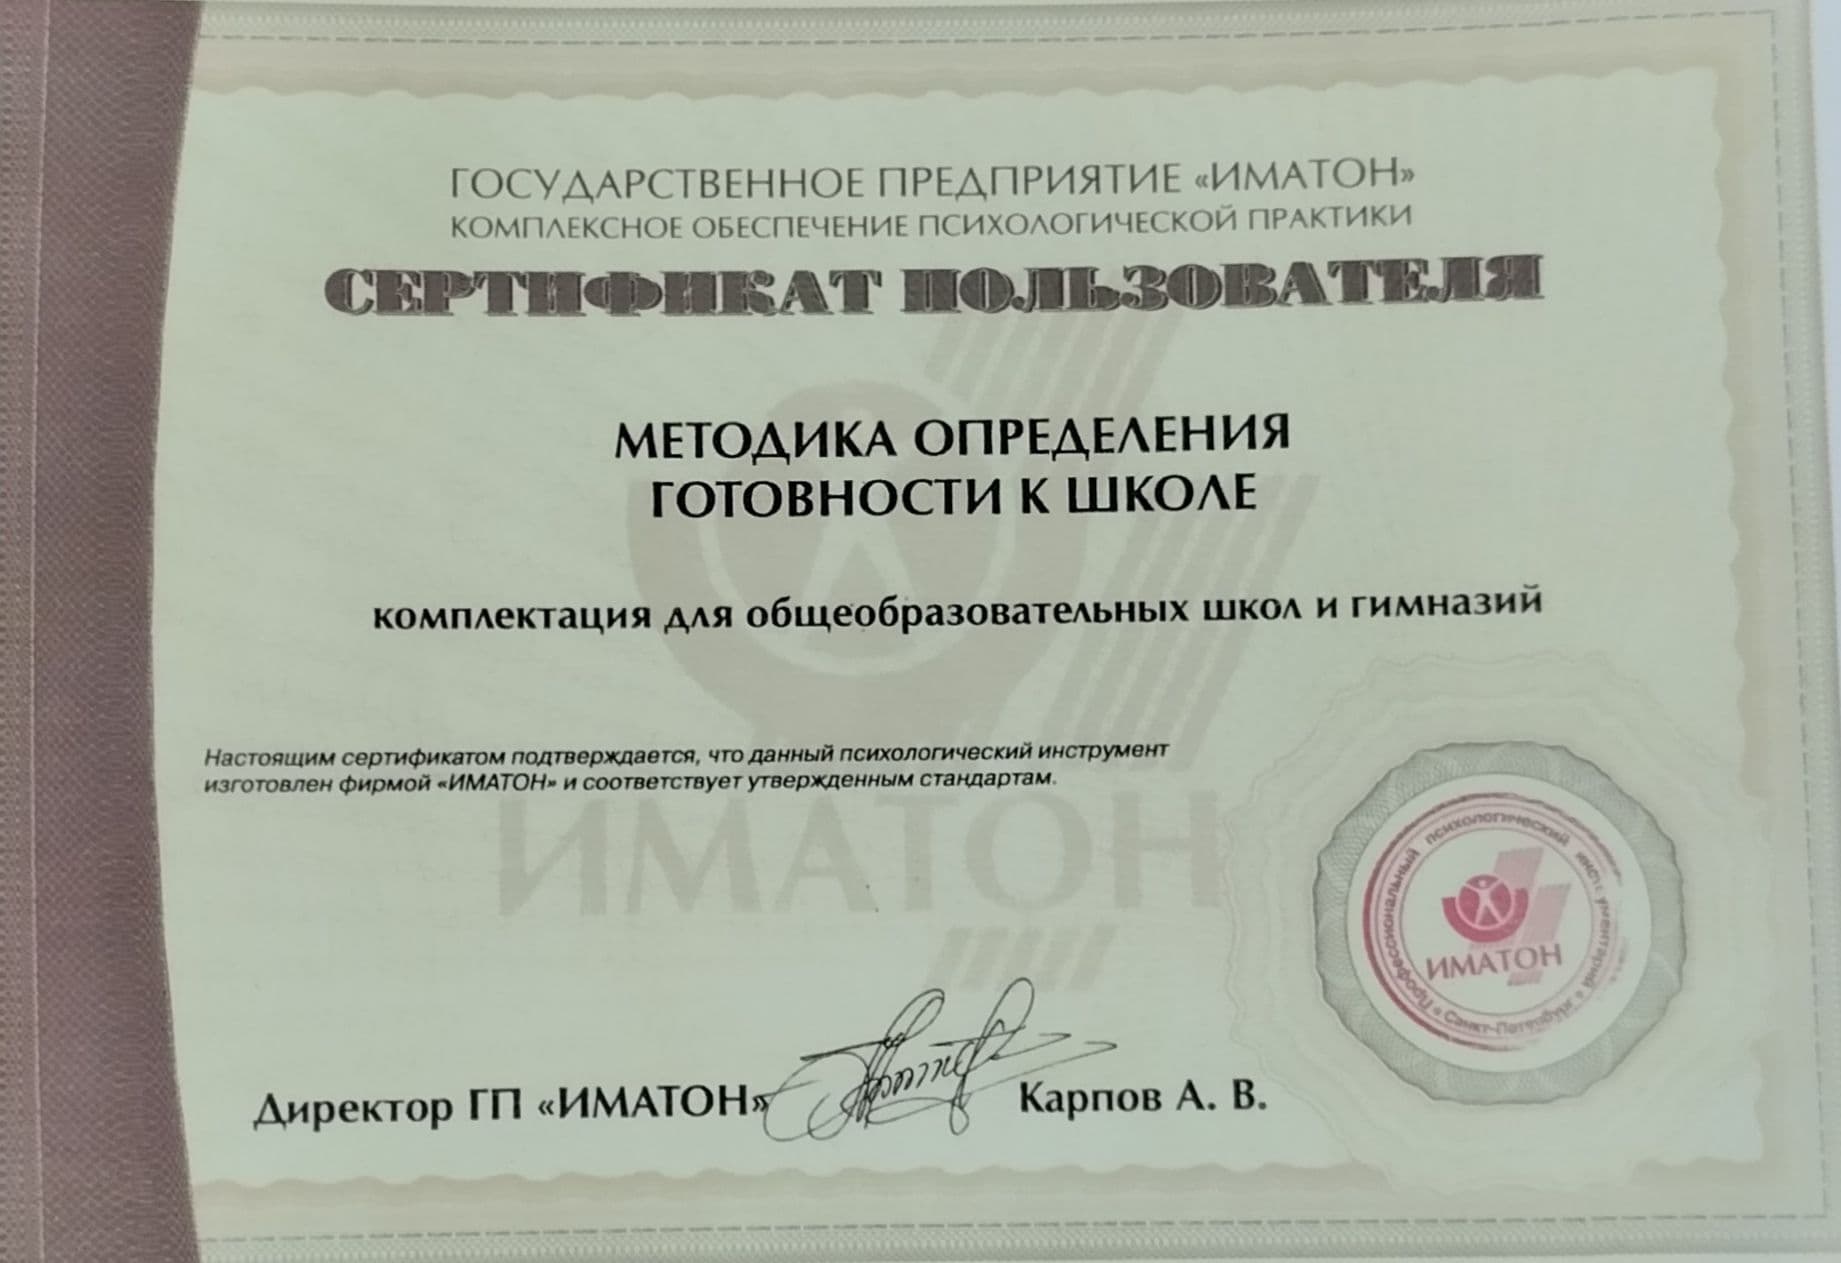 ГОСУДАРСТВЕННОЕ ПРЕДПРИЯТИЕ «ИМАТОН»
КОМПЛЕКСНОЕ ОБЕСПЕЧЕНИЕ ПСИХОЛОГИЧЕСКОЙ ПРАКТИКИ
СЕРТИФИКАТ ПОЛЬЗОВАТЕЛЯ
МЕТОДИКА ОПРЕДЕЛЕНИЯ
ГОТОВНОСТИ К ШКОЛЕ
комплектация для общеобразовательных школ и гимназий
Настоящим сертификатом подтверждается, что данный психологический инструмент
изготовлен фирмой «ИМАТОН» и соответствует утвержденным стандартам.
ИМАТОН
Профессиональный психологический инструментарий
ИМАТОН
Санкт-Петербург
Директор ГП «ИМАТОН» Карпов А. В.